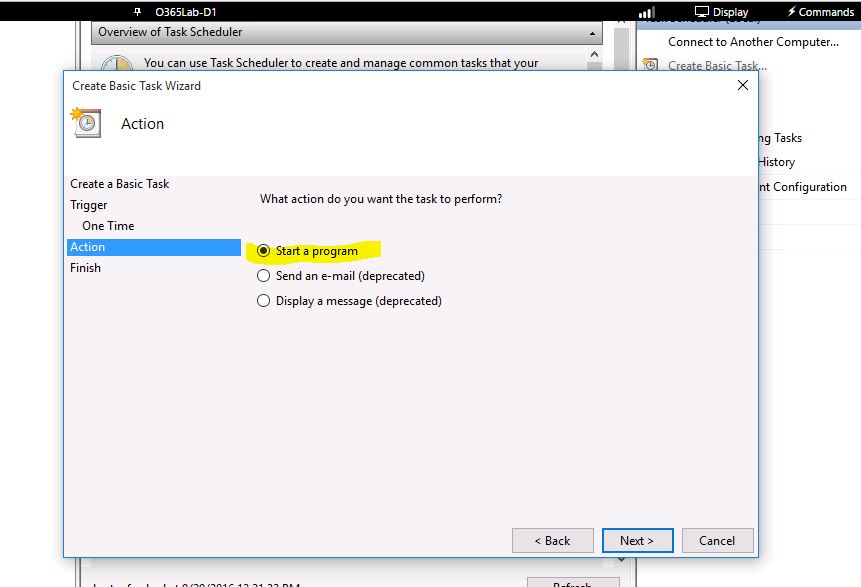 O365Lab-D1
Display
Commands
Overview of Task Scheduler
You can use Task Scheduler to create and manage common tasks that your
Connect to Another Computer...
Create Basic Task...
ng Tasks
History
nt Configuration
Create Basic Task Wizard
Action
Create a Basic Task
Trigger
One Time
Action
Finish
What action do you want the task to perform?
Start a program
Send an e-mail (deprecated)
Display a message (deprecated)
< Back
Next >
Cancel
Refresh